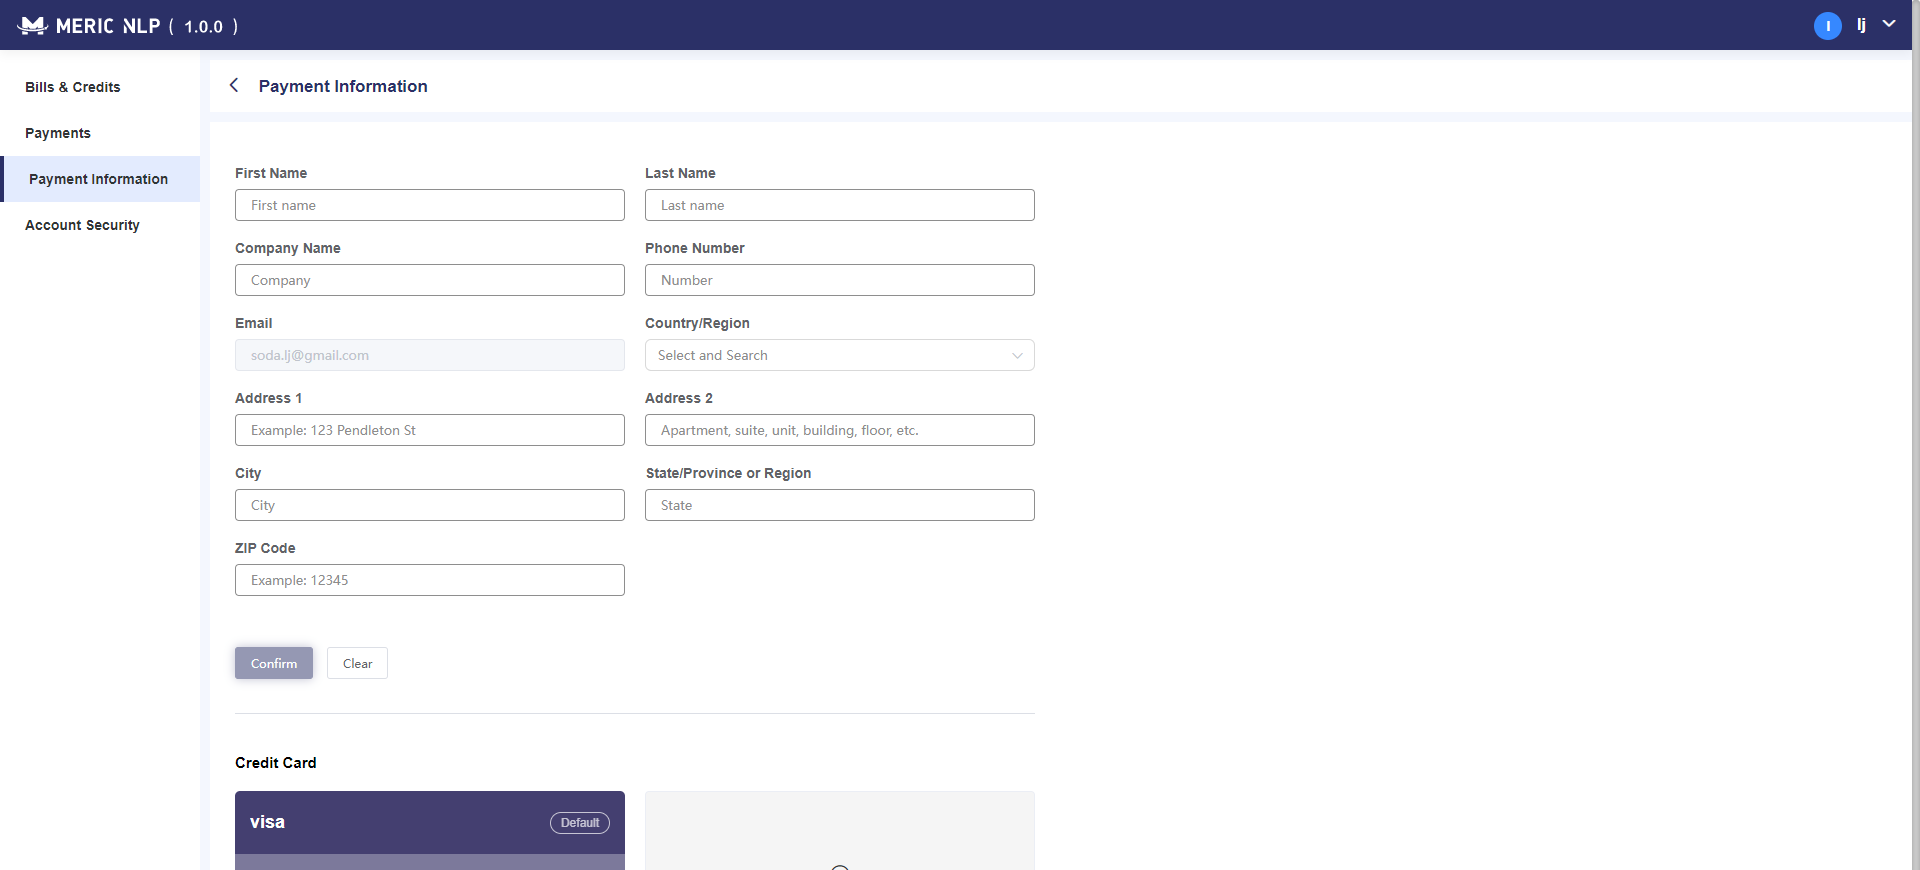 MERIC NLP ( 1.0.0 )
I lj
Bills & Credits
Payments
Payment Information
Account Security
Payment Information
First Name Last Name
First name Last name
Company Name Phone Number
Company Number
Email Country/Region
soda.lj@gmail.com Select and Search
Address 1 Address 2
Example: 123 Pendleton St Apartment, suite, unit, building, floor, etc.
City State/Province or Region
City State
ZIP Code
Example: 12345
Confirm Clear
Credit Card
visa Default